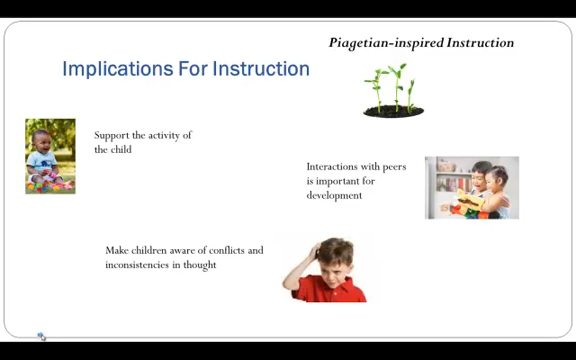 Piagetian-inspired Instruction
Implications For Instruction
Support the activity of
the child
Interactions with peers
is important for
development
Make children aware of conflicts and
inconsistencies in thought